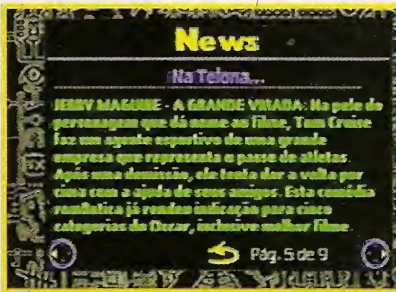 News
Na Telona...
JERRY MAGUIRE - A GRANDE VIRADA: Na pele do
personagem que dá nome ao filme, Tom Cruise
faz um agente esportivo de uma grande
empresa que representa o passe de atletas.
Após uma demissão, ele tenta dar a volta por
cima com a ajuda de seus amigos. Esta comédia
romântica já rendeu indicação para cinco
categorias do Oscar, inclusive melhor filme.
Pág. 5 de 9